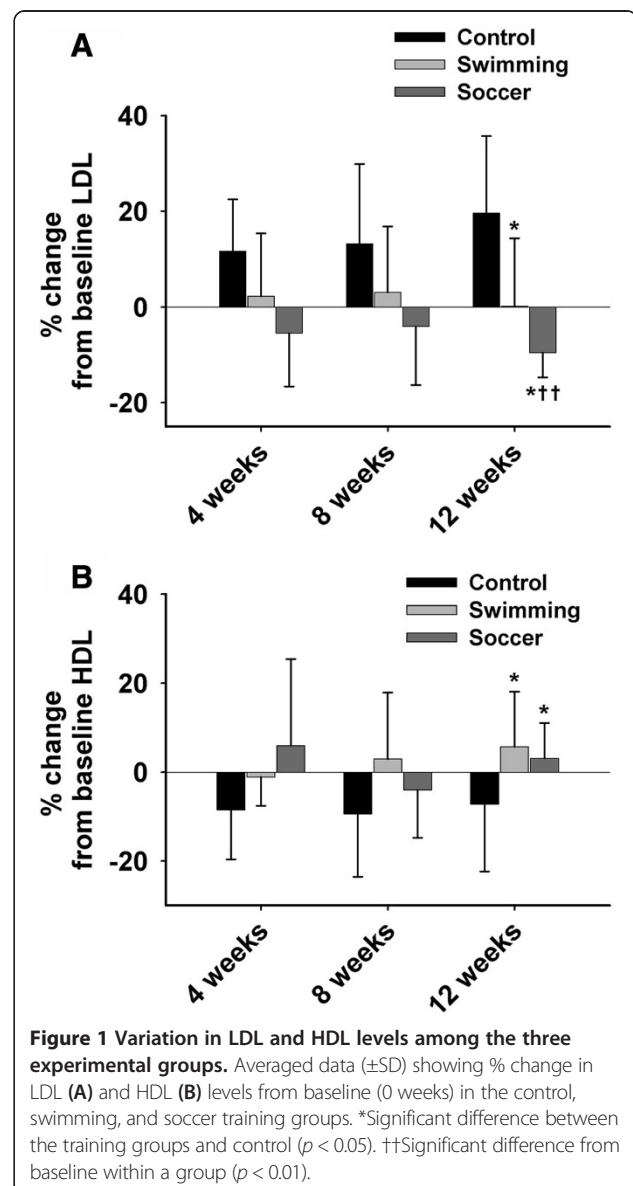 A
Control
Swimming
Soccer
40
20
0
-20
% change
from baseline LDL
*
*††
4 weeks
8 weeks
12 weeks
B
Control
Swimming
Soccer
40
20
0
-20
% change
from baseline HDL
*
*
4 weeks
8 weeks
12 weeks
Figure 1 Variation in LDL and HDL levels among the three
experimental groups. Averaged data (±SD) showing % change in
LDL (A) and HDL (B) levels from baseline (0 weeks) in the control,
swimming, and soccer training groups. *Significant difference between
the training groups and control (p < 0.05). ††Significant difference from
baseline within a group (p < 0.01).